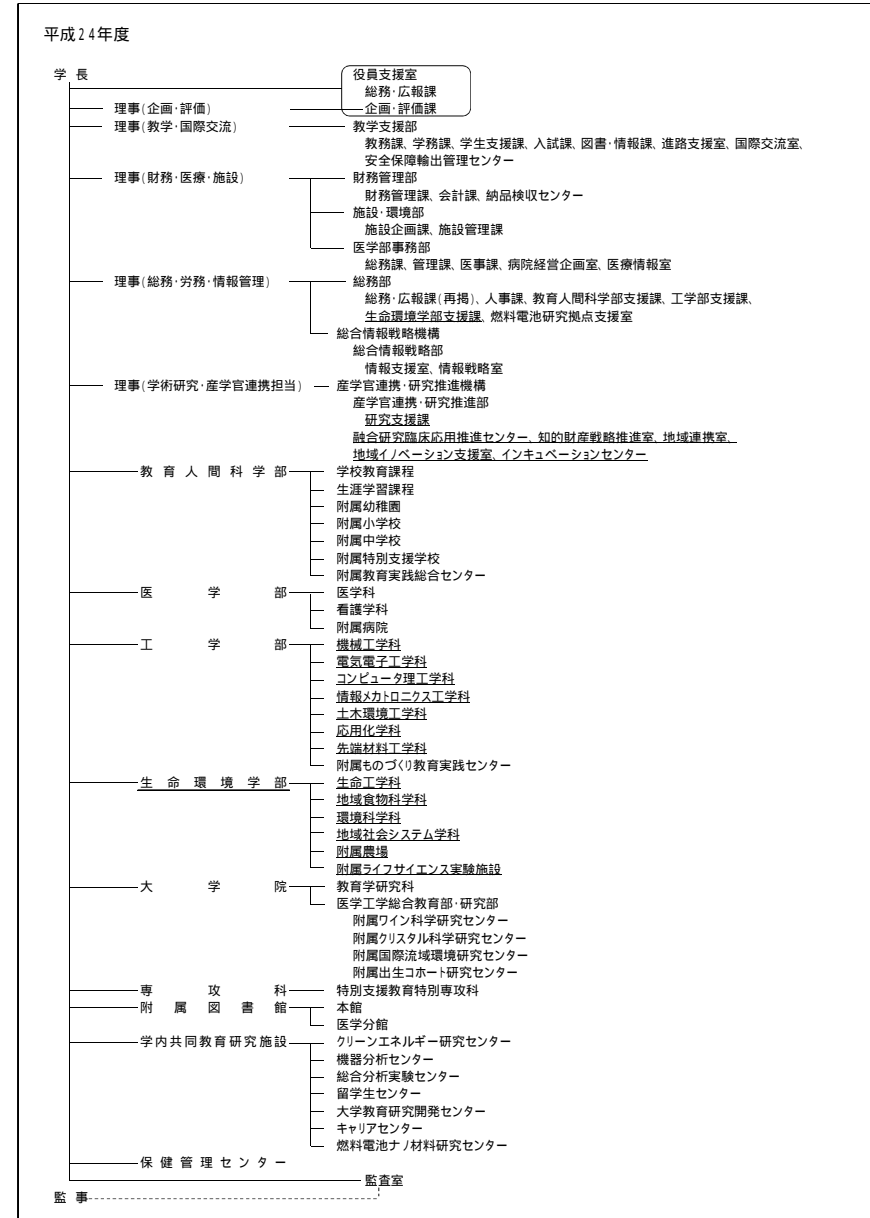 平成24年度
学長 役員支援室
総務・広報課
理事(企画・評価) 企画・評価課
理事(教学・国際交流) 教学支援部
教務課、学務課、学生支援課、入試課、図書・情報課、進路支援室、国際交流室、
安全保障輸出管理センター
理事(財務・医療・施設) 財務管理部
財務管理課、会計課、納品検収センター
施設・環境部
施設企画課、施設管理課
医学部事務部
総務課、管理課、医事課、病院経営企画室、医療情報室
理事(総務・労務・情報管理) 総務部
総務・広報課(再掲)、人事課、教育人間科学部支援課、工学部支援課、
生命環境学部支援課、燃料電池研究拠点支援室
総合情報戦略機構
総合情報戦略部
情報支援室、情報戦略室
理事(学術研究・産学官連携担当) 産学官連携・研究推進機構
産学官連携・研究推進部
研究支援課
融合研究臨床応用推進センター、知的財産戦略推進室、地域連携室、
地域イノベーション支援室、インキュベーションセンター
教育人間科学部 学校教育課程
生涯学習課程
附属幼稚園
附属小学校
附属中学校
附属特別支援学校
附属教育実践総合センター
医学部 医学科
看護学科
附属病院
工学部 機械工学科
電気電子工学科
コンピュータ理工学科
情報メカトロニクス工学科
土木環境工学科
応用化学科
先端材料工学科
附属ものづくり教育実践センター
生命環境学部 生命工学科
地域食物科学科
環境科学科
地域社会システム学科
附属農場
附属ライフサイエンス実験施設
大学院 教育学研究科
医学工学総合教育部・研究部
附属ワイン科学研究センター
附属クリスタル科学研究センター
附属国際流域環境研究センター
附属出生コホート研究センター
専攻科 特別支援教育特別専攻科
附属図書館 本館
医学分館
学内共同教育研究施設 クリーンエネルギー研究センター
機器分析センター
総合分析実験センター
留学生センター
大学教育研究開発センター
キャリアセンター
燃料電池ナノ材料研究センター
保健管理センター
監査室
監事